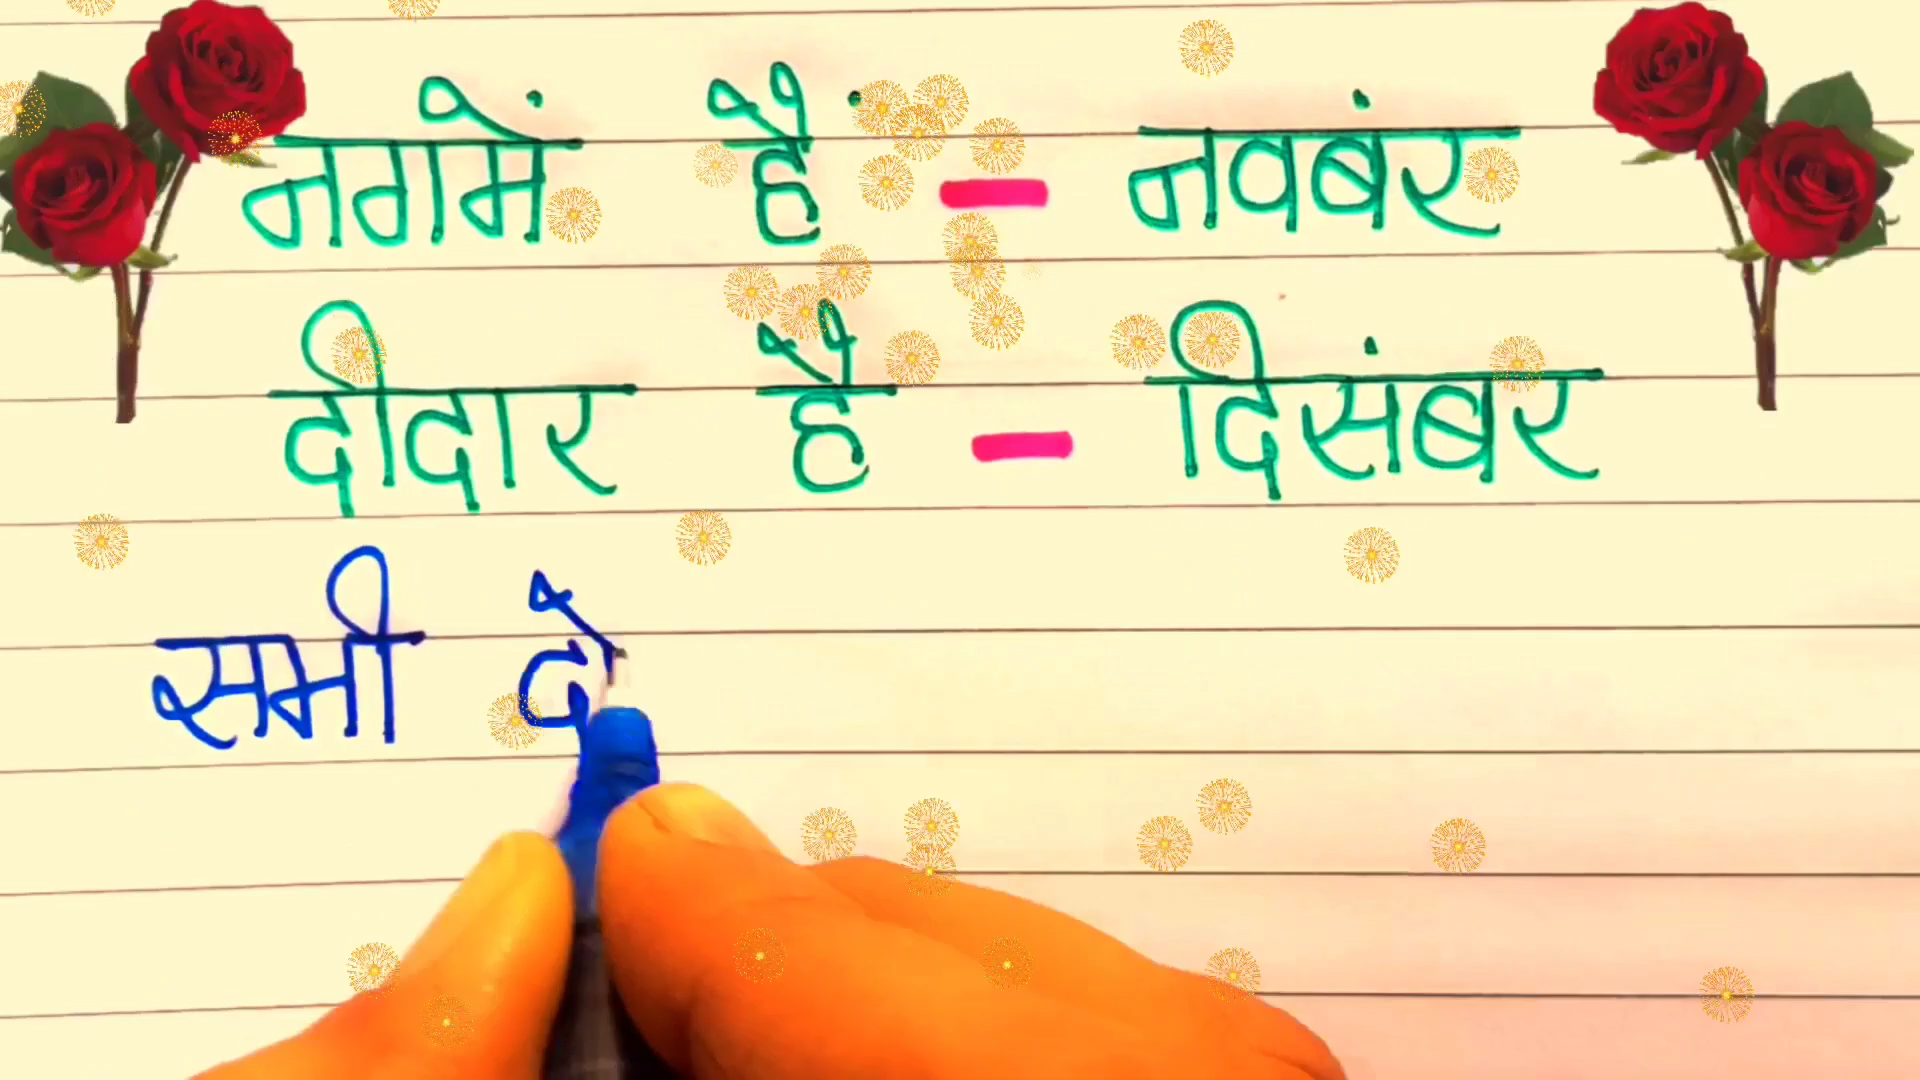 नगमें हैं - नवबंर
दीदार है - दिसंबर
सभी दो